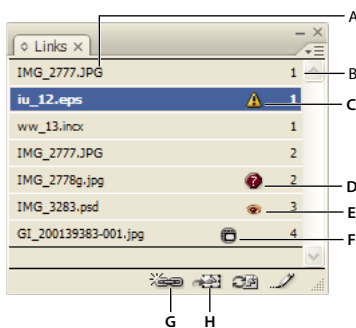 A
Links
IMG_2777.JPG 1 B
iu_12.eps 1 C
ww_13.incx 1
IMG_2777.JPG 2
IMG_2778g.jpg ? 2 D
IMG_3283.psd 3 E
GI_200139383-001.jpg 4 F
G H